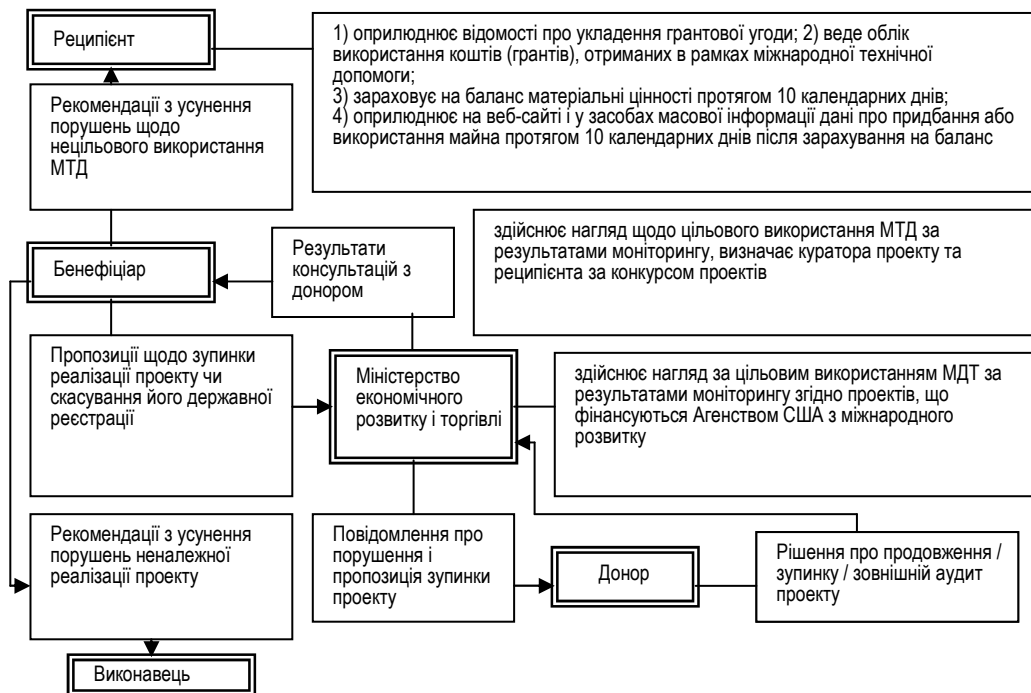 Реципієнт
1) оприлюднює відомості про укладення грантової угоди; 2) веде облік
використання коштів (грантів), отриманих в рамках міжнародної технічної
допомоги;
3) зараховує на баланс матеріальні цінності протягом 10 календарних днів;
4) оприлюднює на веб-сайті і у засобах масової інформації дані про придбання або
використання майна протягом 10 календарних днів після зарахування на баланс
Рекомендації з усунення
порушень щодо
нецільового використання
МТД
здійснює нагляд щодо цільового використання МТД за
результатами моніторингу, визначає куратора проекту та
реципієнта за конкурсом проектів
Результати
консультацій з
донором
Бенефіціар
Пропозиції щодо зупинки
реалізації проекту чи
скасування його державної
реєстрації
Міністерство
економічного
розвитку і торгівлі
здійснює нагляд за цільовим використанням МДТ за
результатами моніторингу згідно проектів, що
фінансуються Агенством США з міжнародного
розвитку
Рекомендації з усунення
порушень неналежної
реалізації проекту
Повідомлення про
порушення і
пропозиція зупинки
проекту
Донор
Рішення про продовження /
зупинку / зовнішній аудит
проекту
Виконавець